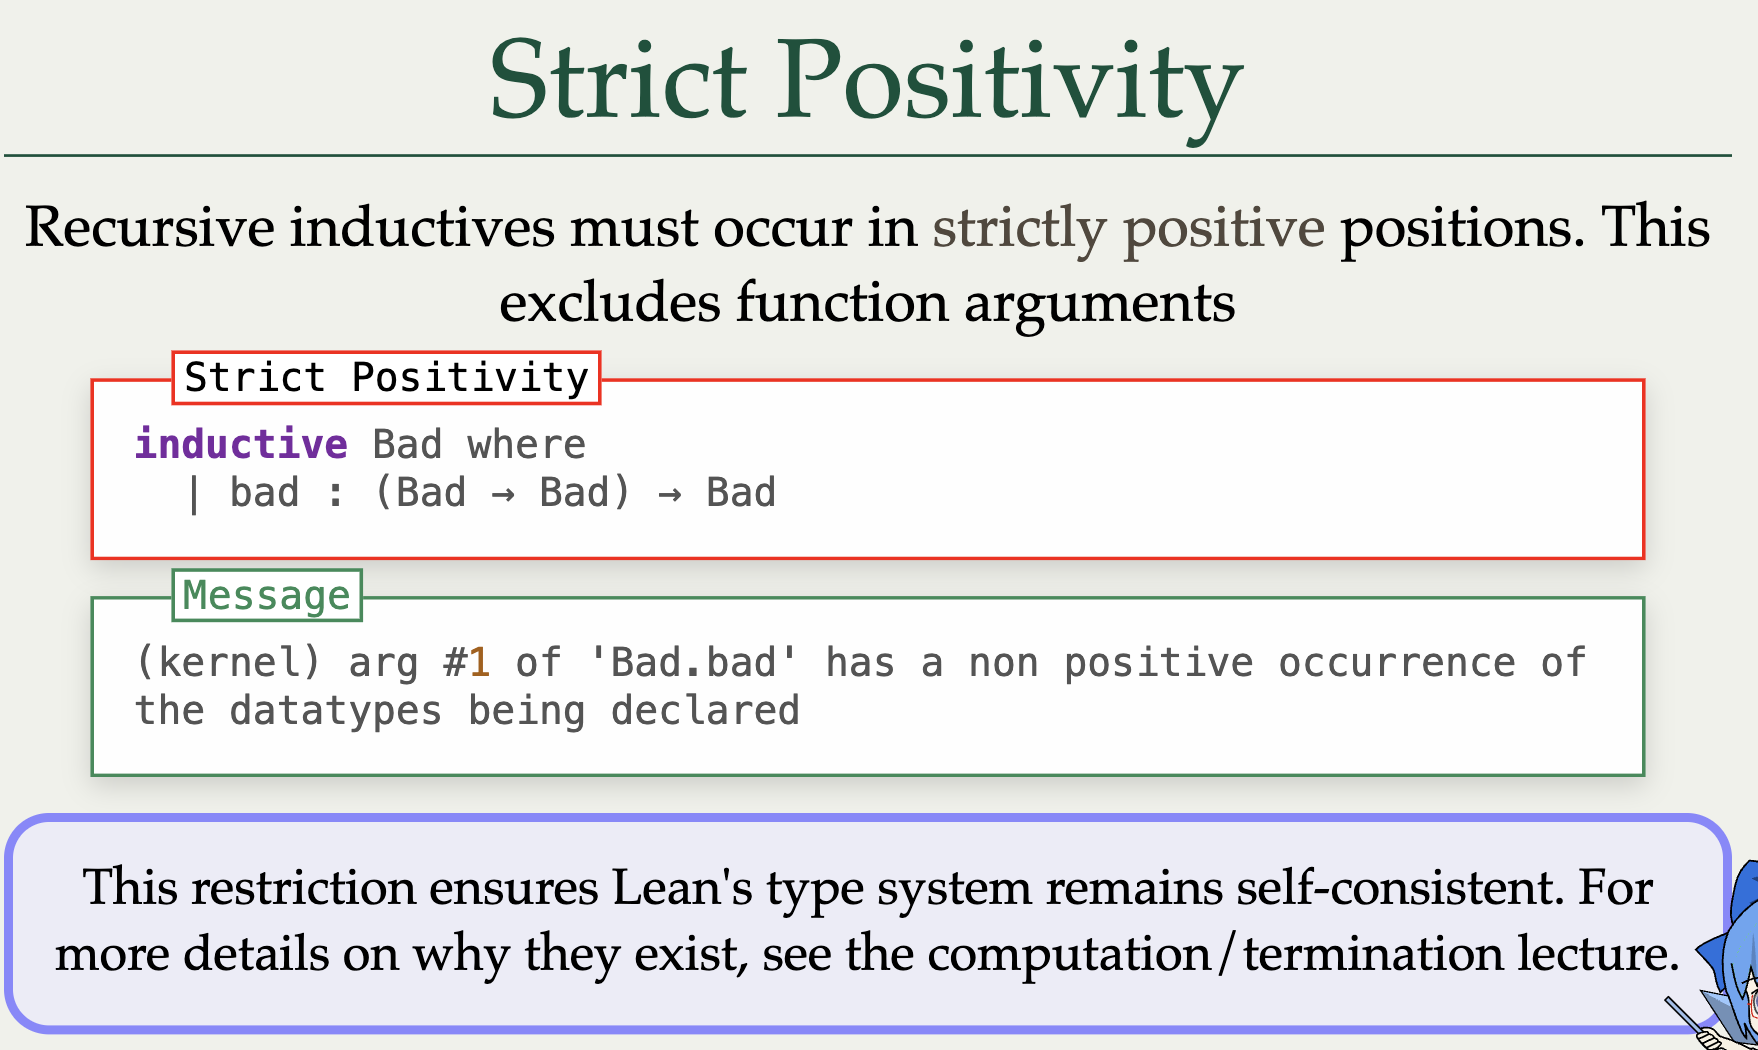 Strict Positivity
Recursive inductives must occur in strictly positive positions. This
excludes function arguments
Strict Positivity
inductive Bad where
  | bad : (Bad → Bad) → Bad
Message
(kernel) arg #1 of 'Bad.bad' has a non positive occurrence of
the datatypes being declared
This restriction ensures Lean's type system remains self-consistent. For
more details on why they exist, see the computation/termination lecture.